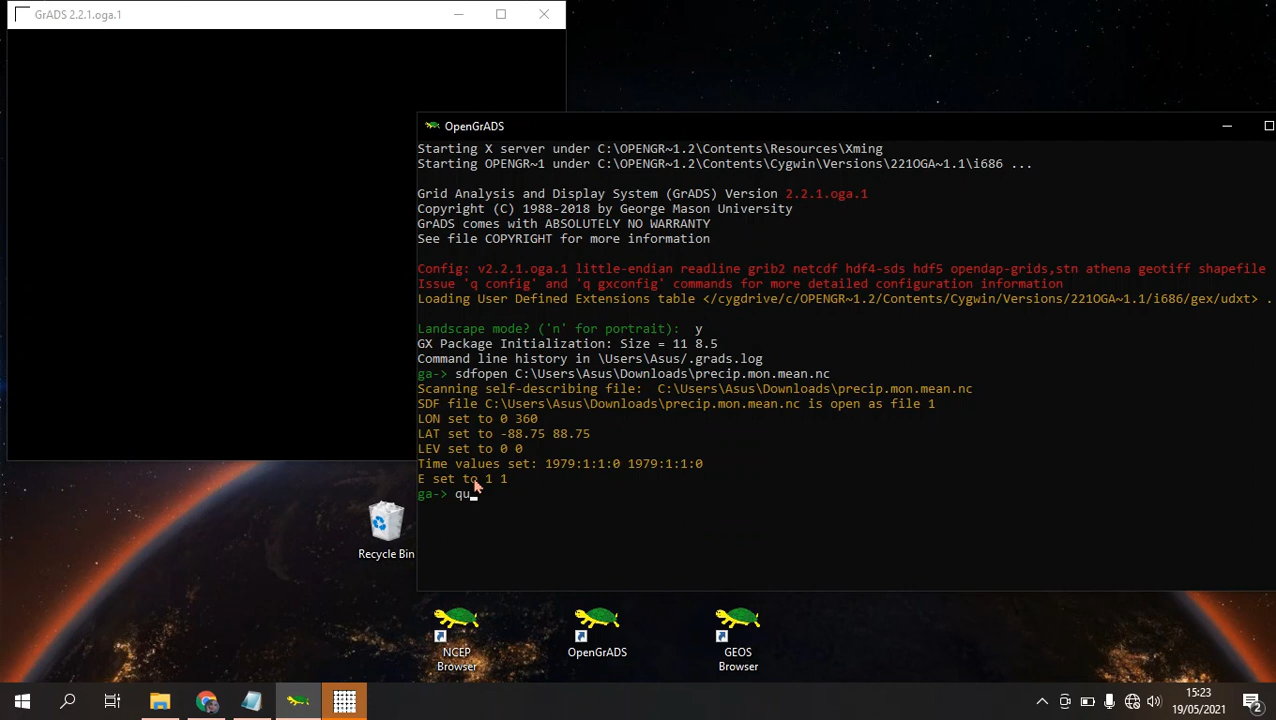 GrADS 2.2.1.oga.1
OpenGrADS
Starting X server under C:\OPENGR~1.2\Contents\Resources\Xming
Starting OPENGR~1 under C:\OPENGR~1.2\Contents\Cygwin\Versions\221OGA~1.1\i686 ...
Grid Analysis and Display System (GrADS) Version 2.2.1.oga.1
Copyright (C) 1988-2018 by George Mason University
GrADS comes with ABSOLUTELY NO WARRANTY
See file COPYRIGHT for more information
Config: v2.2.1.oga.1 little-endian readline grib2 netcdf hdf4-sds hdf5 opendap-grids,stn athena geotiff shapefile
Issue 'q config' and 'q gxconfig' commands for more detailed configuration information
Loading User Defined Extensions table </cygdrive/c/OPENGR~1.2/Contents/Cygwin/Versions/221OGA~1.1/i686/gex/udxt> .
Landscape mode? ('n' for portrait): y
GX Package Initialization: Size = 11 8.5
Command line history in \Users\Asus/.grads.log
ga-> sdfopen C:\Users\Asus\Downloads\precip.mon.mean.nc
Scanning self-describing file: C:\Users\Asus\Downloads\precip.mon.mean.nc
SDF file C:\Users\Asus\Downloads\precip.mon.mean.nc is open as file 1
LON set to 0 360
LAT set to -88.75 88.75
LEV set to 0 0
Time values set: 1979:1:1:0 1979:1:1:0
E set to 1 1
ga-> qu_
Recycle Bin
NCEP Browser
OpenGrADS
GEOS Browser
15:23
19/05/2021
2